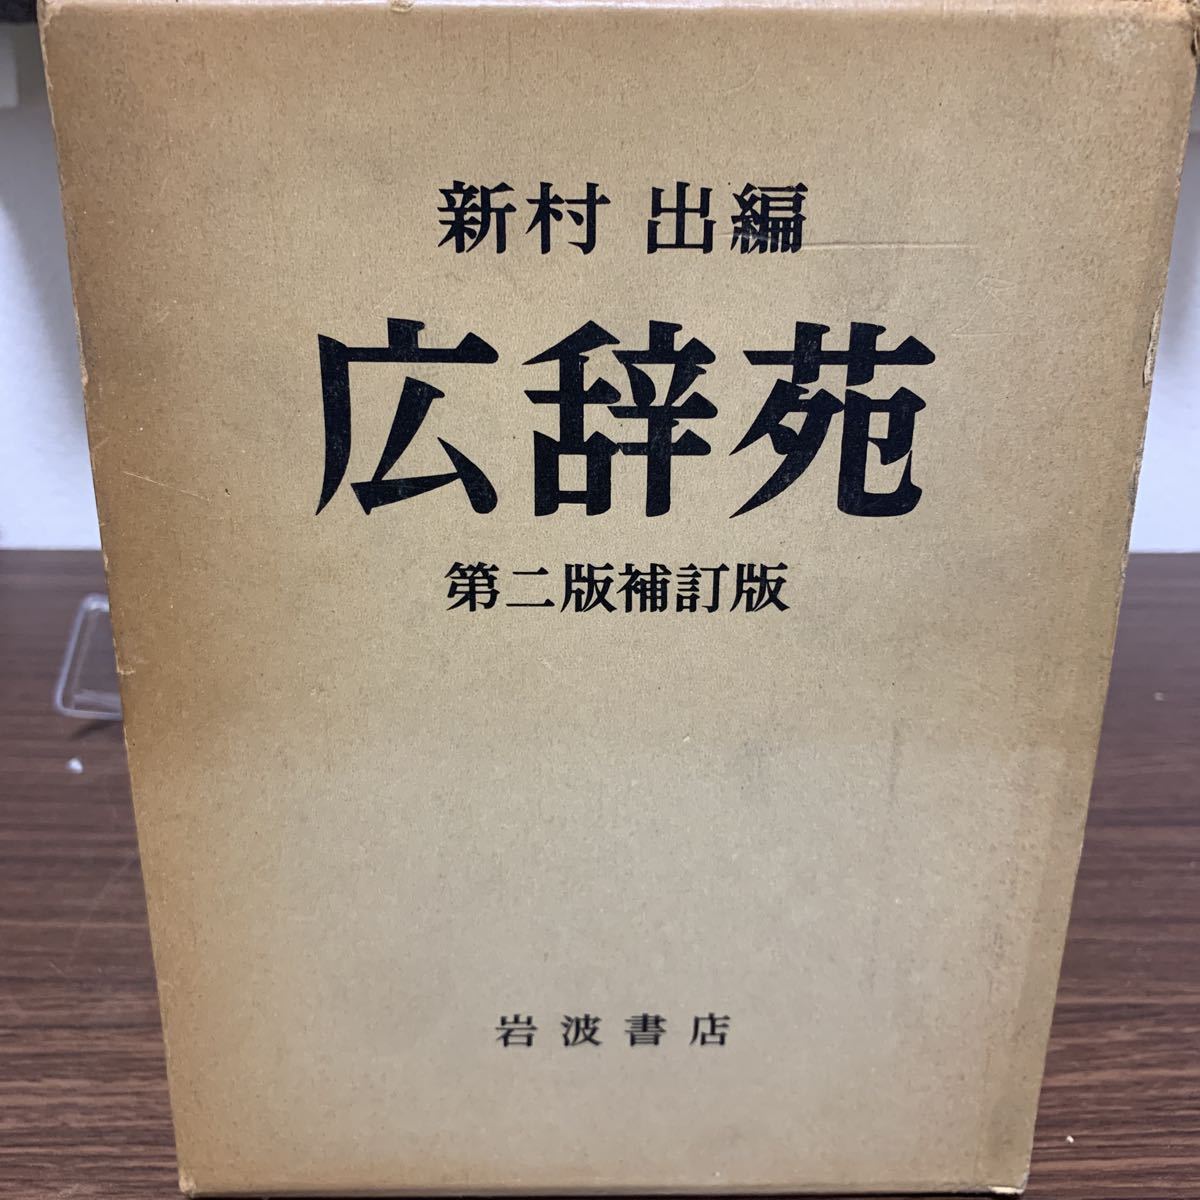 新村 出編
広辞苑
第二版補訂版
岩波書店